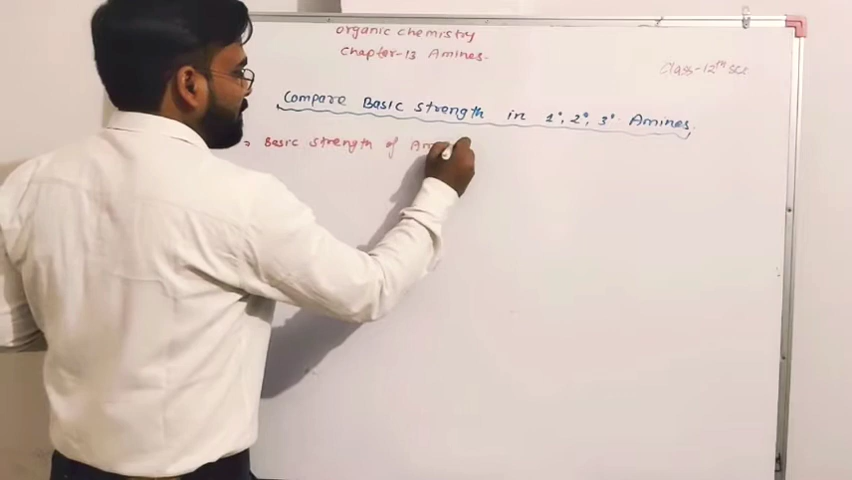 organic chemistry
Chapter-13 Amines.
Class-12th sce
Compare Basic strength in 1°, 2°, 3° Amines.
Basic strength of Am